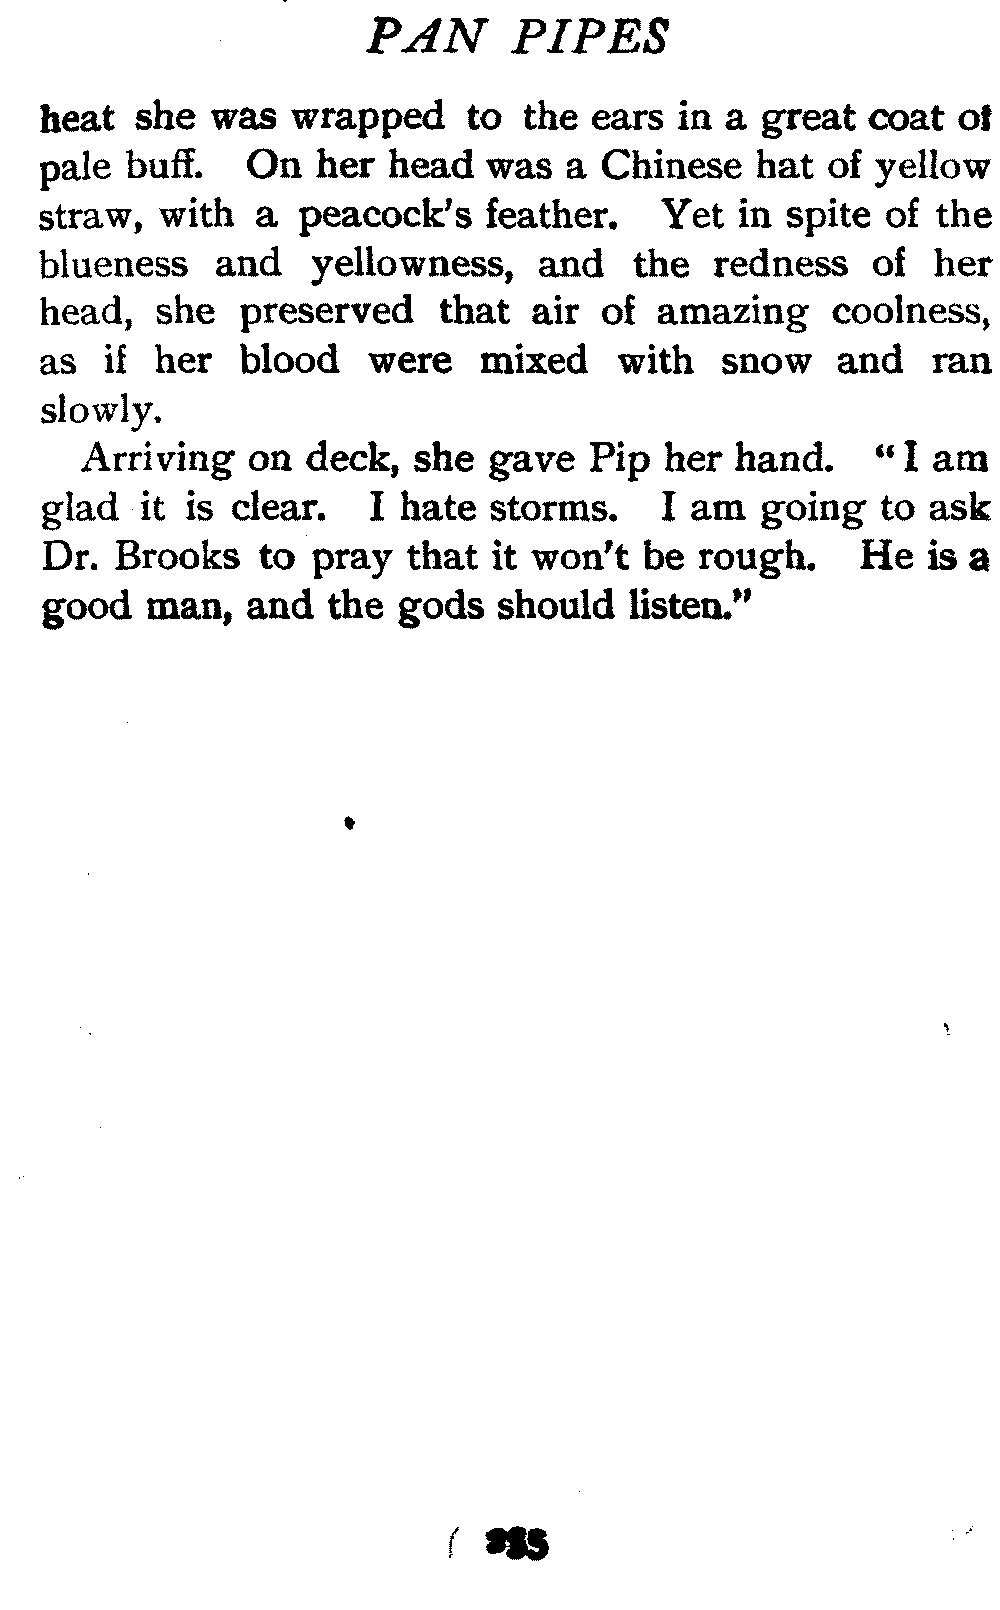 PAN PIPES
heat she was wrapped to the ears in a great coat of
pale buff. On her head was a Chinese hat of yellow
straw, with a peacock's feather. Yet in spite of the
blueness and yellowness, and the redness of her
head, she preserved that air of amazing coolness,
as if her blood were mixed with snow and ran
slowly.
Arriving on deck, she gave Pip her hand. “I am
glad it is clear. I hate storms. I am going to ask
Dr. Brooks to pray that it won't be rough. He is a
good man, and the gods should listen.”